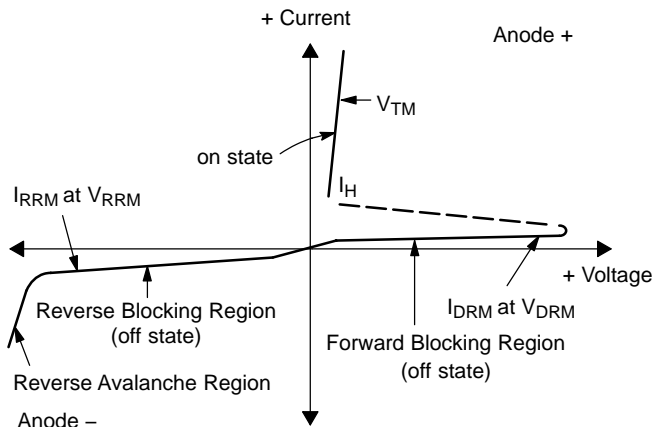 + Current
Anode +
V_TM
on state
I_H
I_RRM at V_RRM
+ Voltage
Reverse Blocking Region
(off state)
I_DRM at V_DRM
Forward Blocking Region
(off state)
Reverse Avalanche Region
Anode −